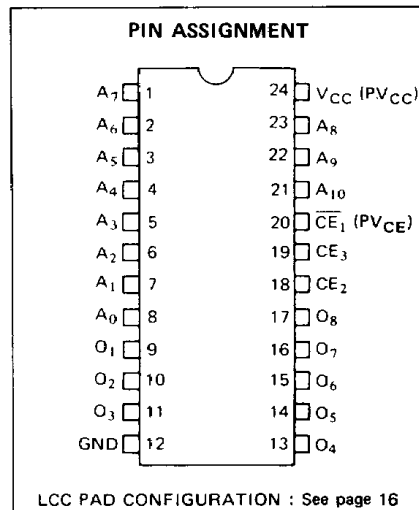 PIN ASSIGNMENT
A7 1 24 VCC (PVCC)
A6 2 23 A8
A5 3 22 A9
A4 4 21 A10
A3 5 20 C̅E̅1 (PVCE)
A2 6 19 CE3
A1 7 18 CE2
A0 8 17 O8
O1 9 16 O7
O2 10 15 O6
O3 11 14 O5
GND 12 13 O4
LCC PAD CONFIGURATION : See page 16